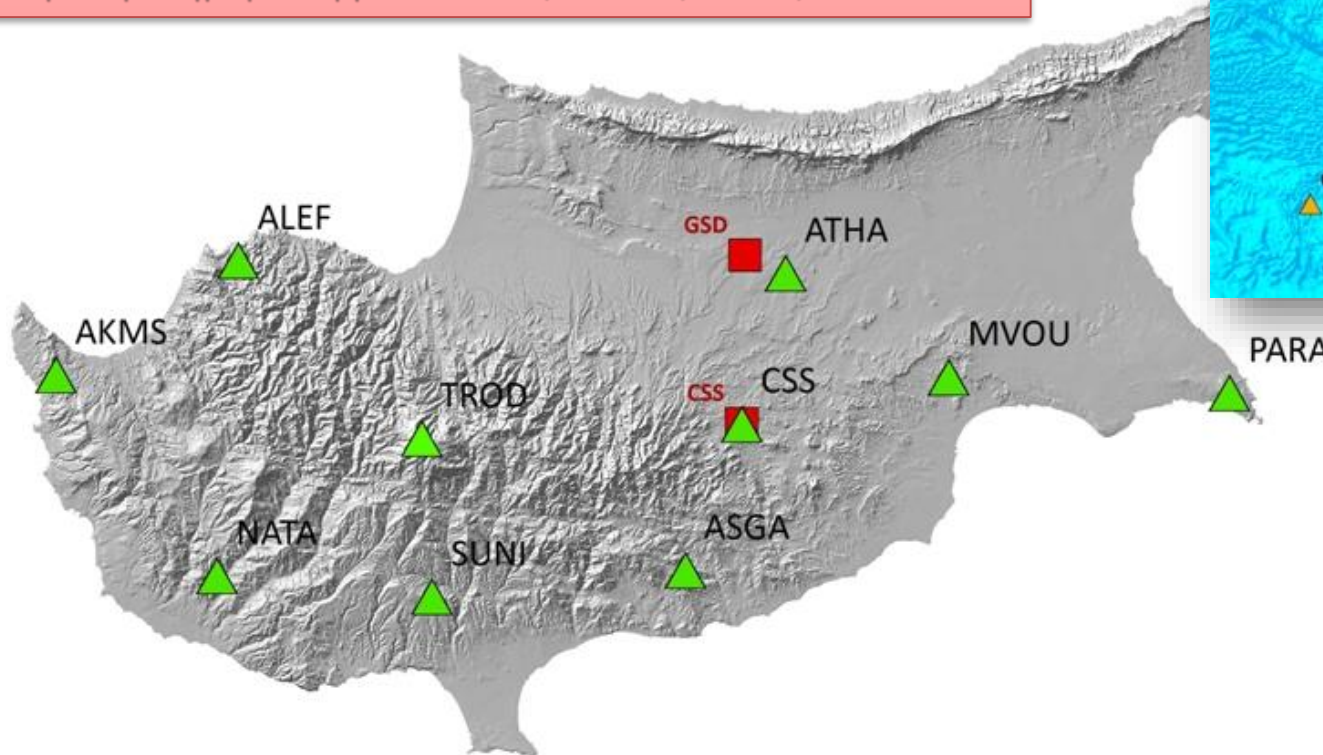 ALEF
GSD
ATHA
AKMS
MVOU
PARA
TROD
CSS
CSS
NATA
SUNI
ASGA